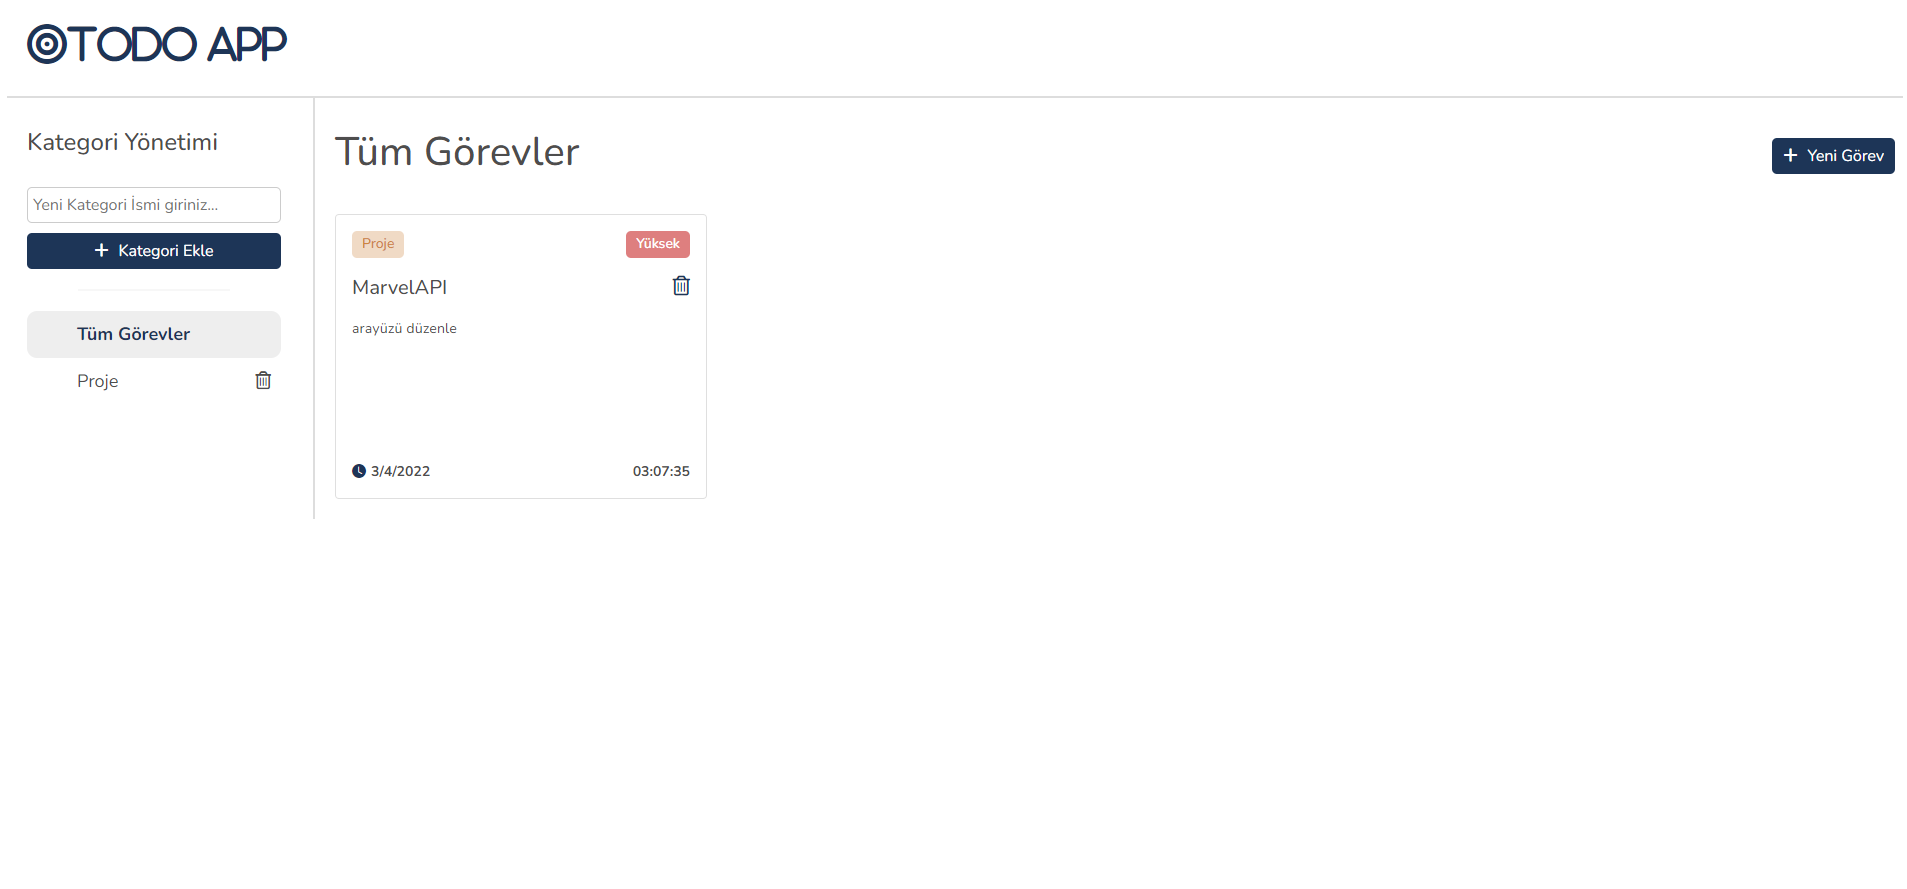 TODO APP
Kategori Yönetimi
Yeni Kategori İsmi giriniz...
Kategori Ekle
Tüm Görevler
Proje
Tüm Görevler
Yeni Görev
Proje
Yüksek
MarvelAPI
arayüzü düzenle
3/4/2022
03:07:35